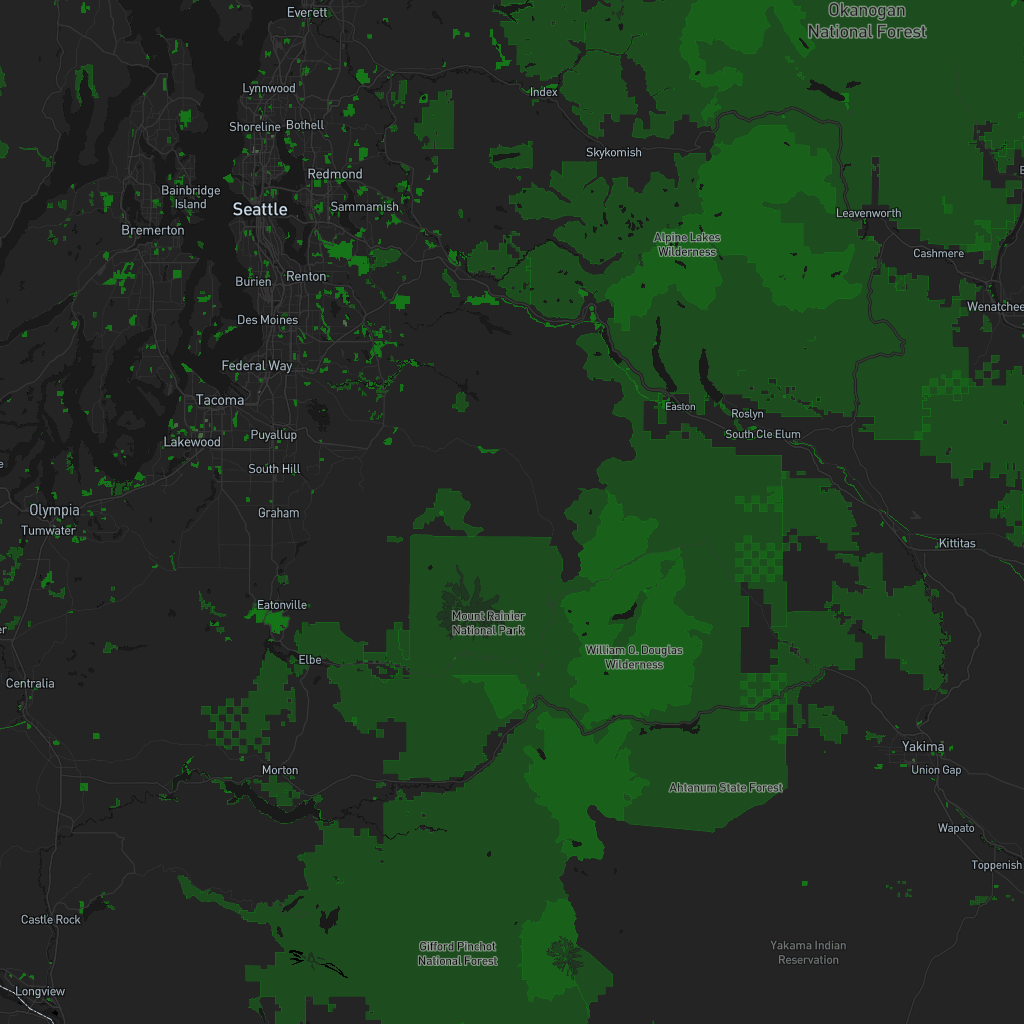 Everett
Okanogan
National Forest
Lynnwood
Index
Shoreline
Bothell
Skykomish
Redmond
Bainbridge
Island
Sammamish
Seattle
Leavenworth
Bremerton
Alpine Lakes
Wilderness
Cashmere
Burien
Renton
Wenatchee
Des Moines
Federal Way
Tacoma
Easton
Roslyn
South Cle Elum
Lakewood
Puyallup
South Hill
Olympia
Graham
Tumwater
Kittitas
Eatonville
Mount Rainier
National Park
Elbe
William O. Douglas
Wilderness
Centralia
Yakima
Morton
Union Gap
Ahtanum State Forest
Wapato
Toppenish
Castle Rock
Gifford Pinchot
National Forest
Yakama Indian
Reservation
Longview